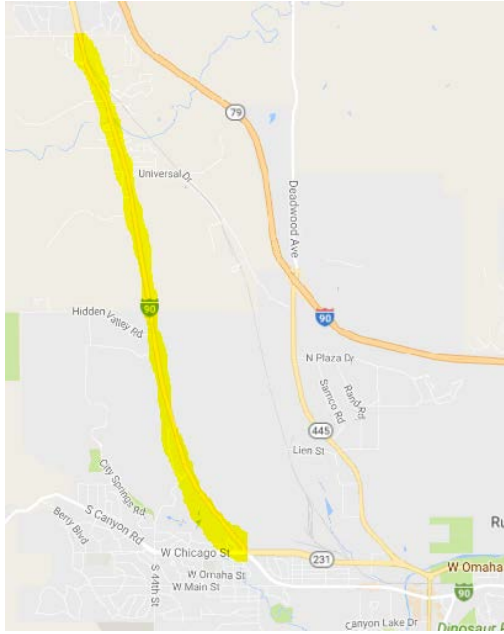 79
Universal Dr
Deadwood Ave
90
90
Hidden Valley Rd
N Plaza Dr
Samco Rd
Rand Rd
445
Lien St
City Springs Rd
S Canyon Rd
Berry Blvd
Ru
W Chicago St
231
W Omaha
W Omaha St
W Main St
S 44th St
90
Canyon Lake Dr
Dinosaur P